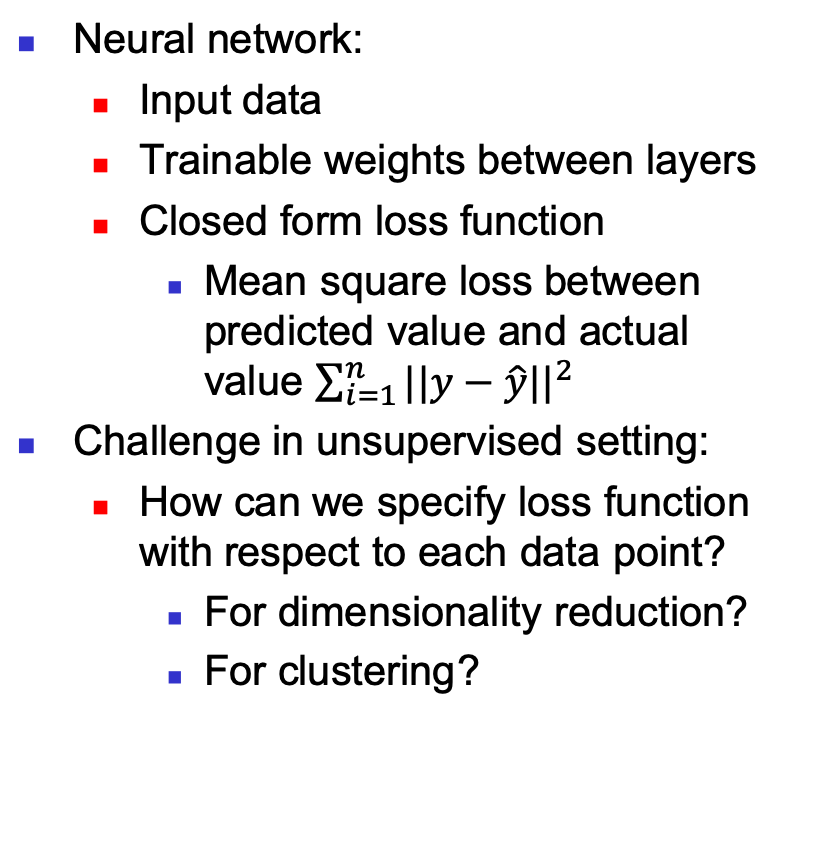 Neural network:
Input data
Trainable weights between layers
Closed form loss function
Mean square loss between
predicted value and actual
value ∑ⁿᵢ₌₁ ||y − ŷ||²
Challenge in unsupervised setting:
How can we specify loss function
with respect to each data point?
For dimensionality reduction?
For clustering?